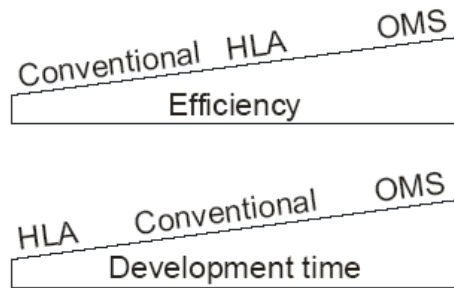 Conventional HLA OMS
Efficiency
HLA Conventional OMS
Development time